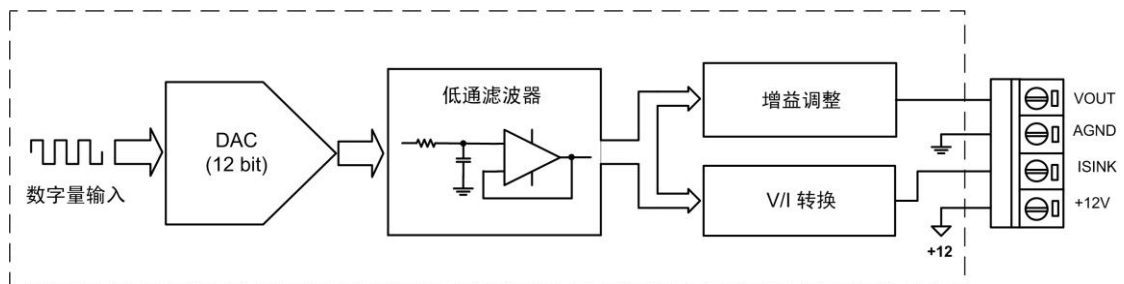 数字量输入
DAC
(12 bit)
低通滤波器
增益调整
V/I 转换
+12
VOUT
AGND
ISINK
+12V